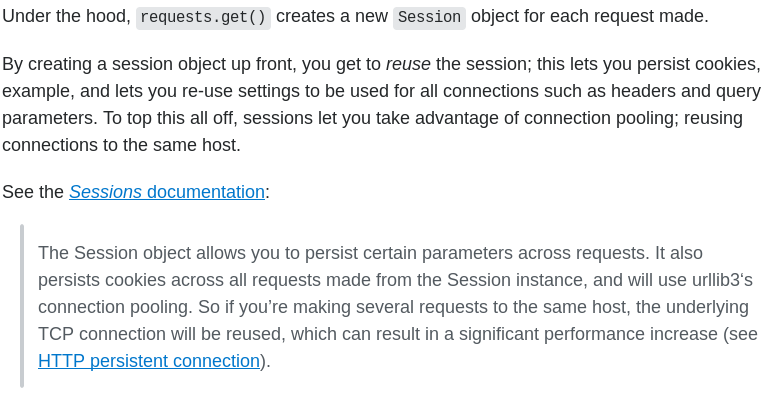 Under the hood, requests.get() creates a new Session object for each request made.
By creating a session object up front, you get to reuse the session; this lets you persist cookies,
example, and lets you re-use settings to be used for all connections such as headers and query
parameters. To top this all off, sessions let you take advantage of connection pooling; reusing
connections to the same host.
See the Sessions documentation:
The Session object allows you to persist certain parameters across requests. It also
persists cookies across all requests made from the Session instance, and will use urllib3‘s
connection pooling. So if you’re making several requests to the same host, the underlying
TCP connection will be reused, which can result in a significant performance increase (see
HTTP persistent connection).